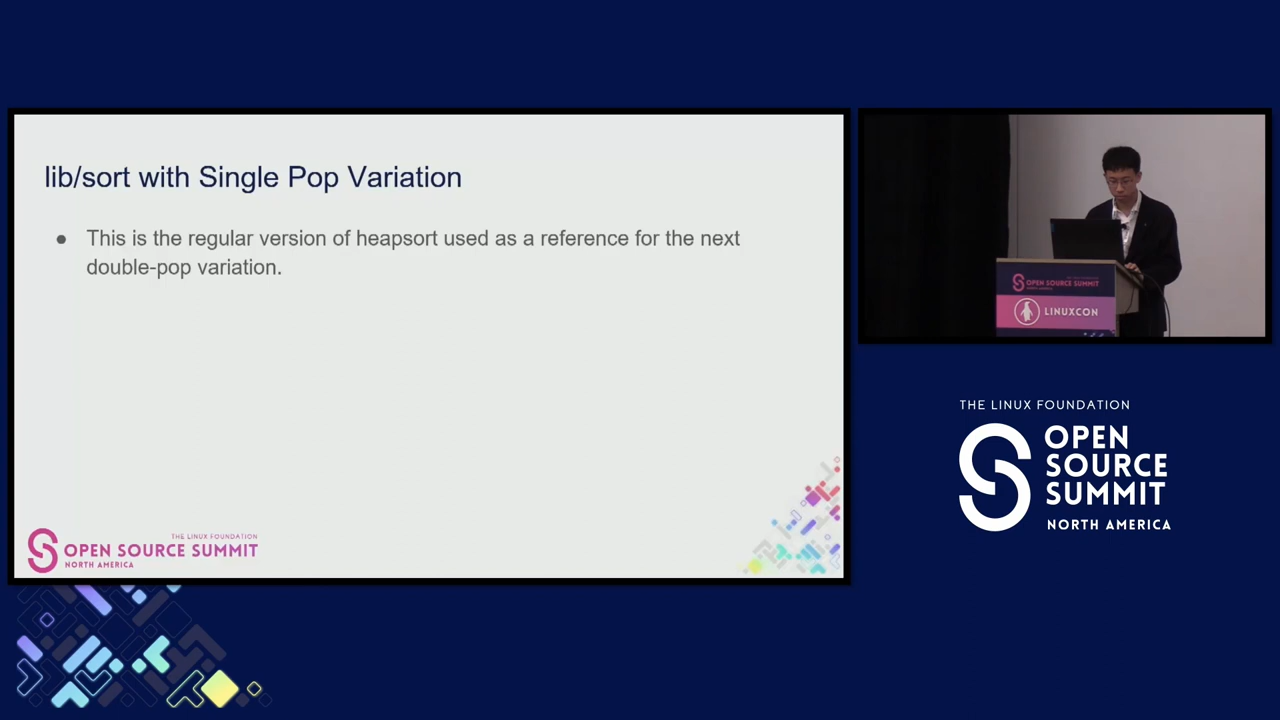 lib/sort with Single Pop Variation
● This is the regular version of heapsort used as a reference for the next
double-pop variation.
THE LINUX FOUNDATION
OPEN SOURCE SUMMIT
NORTH AMERICA
OPEN SOURCE SUMMIT
LINUXCON
THE LINUX FOUNDATION
OPEN
SOURCE
SUMMIT
NORTH AMERICA